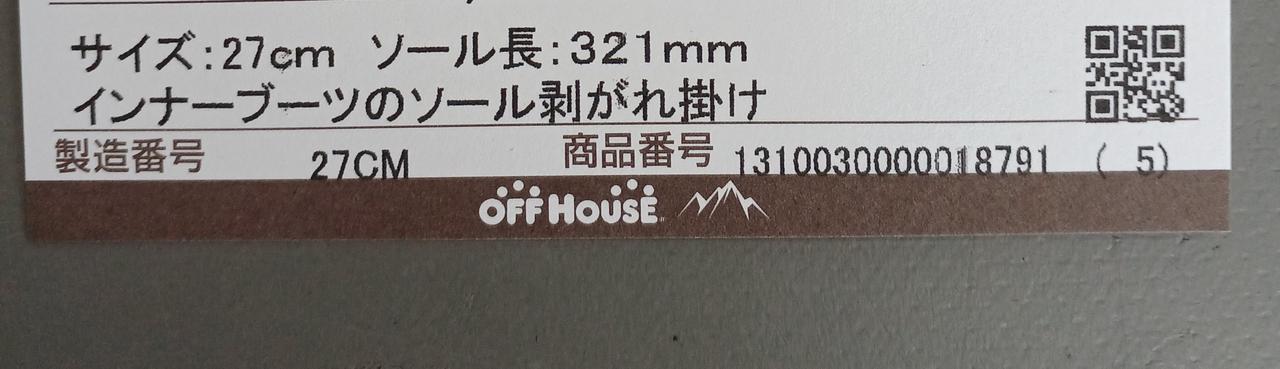 サイズ:27cm ソール長:321mm
インナーブーツのソール剥がれ掛け
製造番号 27CM 商品番号 1310030000018791 ( 5)
OFF HOUSE